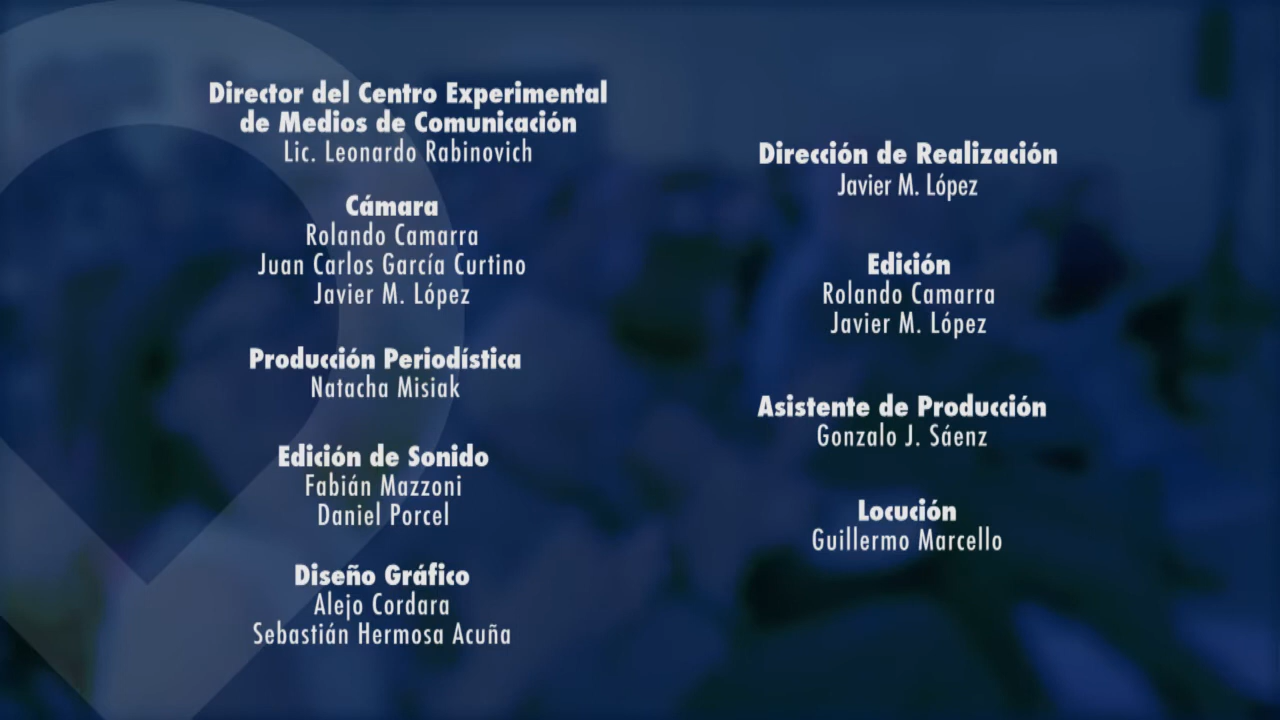 Director del Centro Experimental
de Medios de Comunicación
Lic. Leonardo Rabinovich
Cámara
Rolando Camarra
Juan Carlos García Curtino
Javier M. López
Producción Periodística
Natacha Misiak
Edición de Sonido
Fabián Mazzoni
Daniel Porcel
Diseño Gráfico
Alejo Cordara
Sebastián Hermosa Acuña
Dirección de Realización
Javier M. López
Edición
Rolando Camarra
Javier M. López
Asistente de Producción
Gonzalo J. Sáenz
Locución
Guillermo Marcello